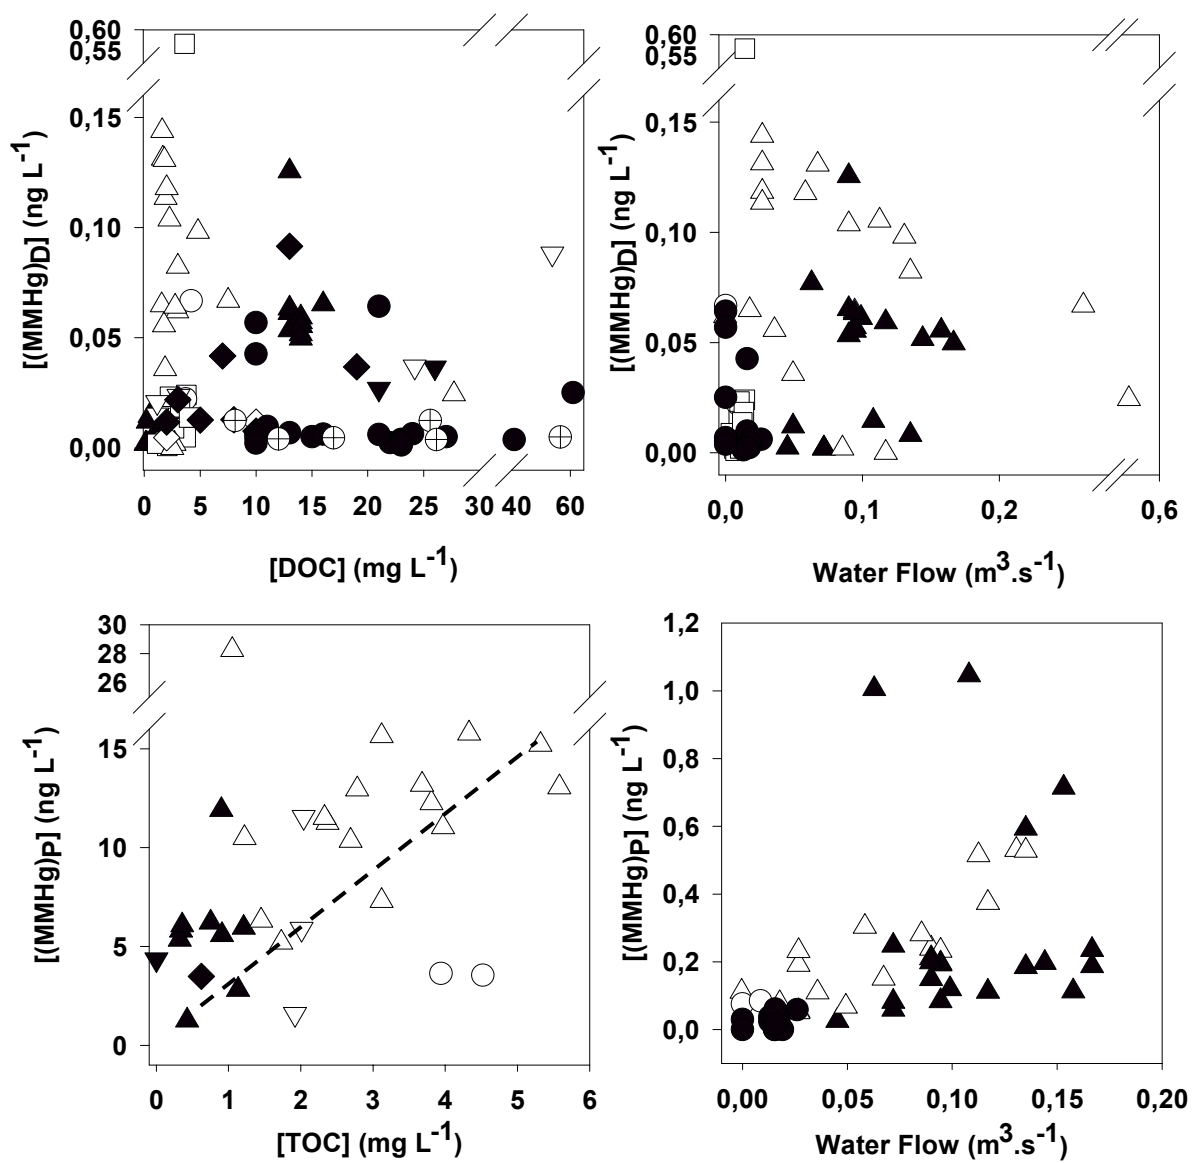 0,60
0,55
0,15
0,10
0,05
0,00
[(MMHg)D] (ng L-1)
0 5 10 15 20 25 30 40 60
[DOC] (mg L-1)
0,60
0,55
0,15
0,10
0,05
0,00
[(MMHg)D] (ng L-1)
0,0 0,1 0,2 0,6
Water Flow (m3.s-1)
30
28
26
15
10
5
0
[(MMHg)P] (ng L-1)
0 1 2 3 4 5 6
[TOC] (mg L-1)
1,2
1,0
0,8
0,6
0,4
0,2
0,0
[(MMHg)P] (ng L-1)
0,00 0,05 0,10 0,15 0,20
Water Flow (m3.s-1)